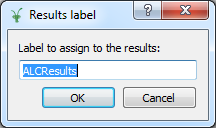 Results label
Label to assign to the results:
ALCResults
OK
Cancel